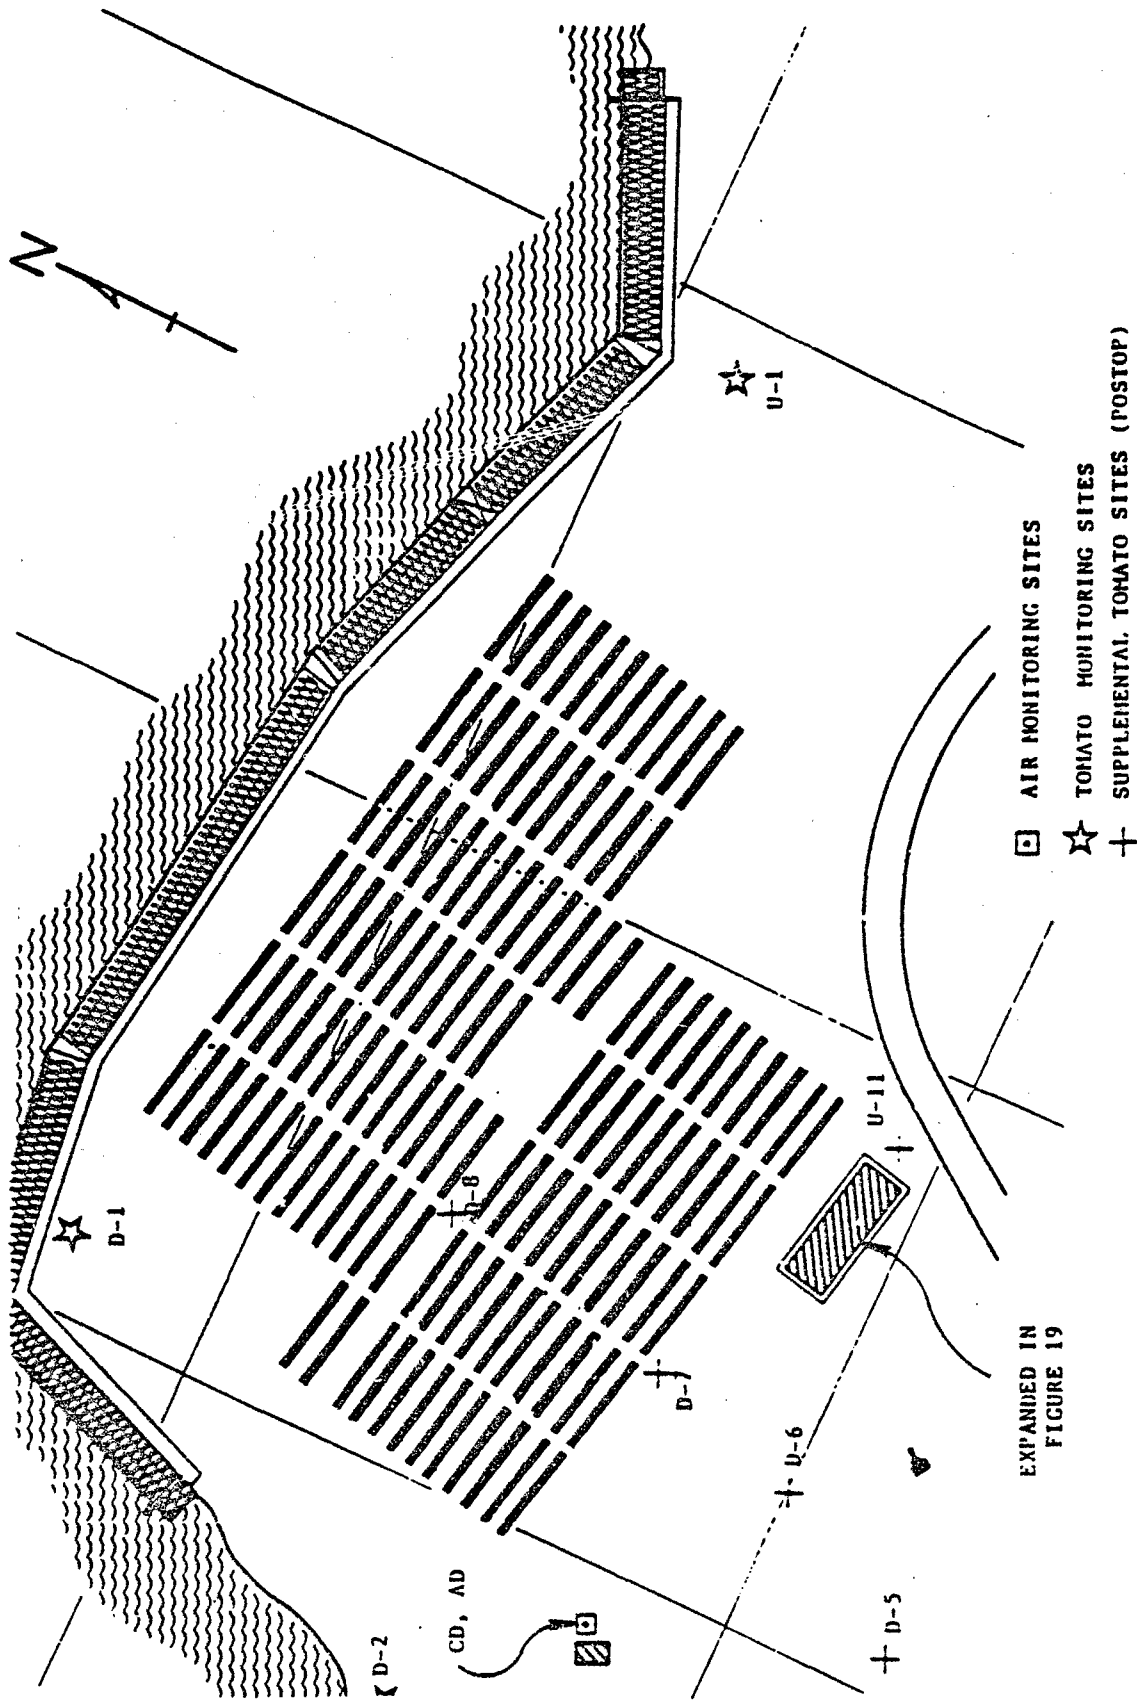 N
D-1
U-1
D-8
U-11
D-7
D-6
D-5
D-2
CD, AD
EXPANDED IN
FIGURE 19
AIR MONITORING SITES
TOMATO MONITORING SITES
SUPPLEMENTAL TOMATO SITES (POSTOP)